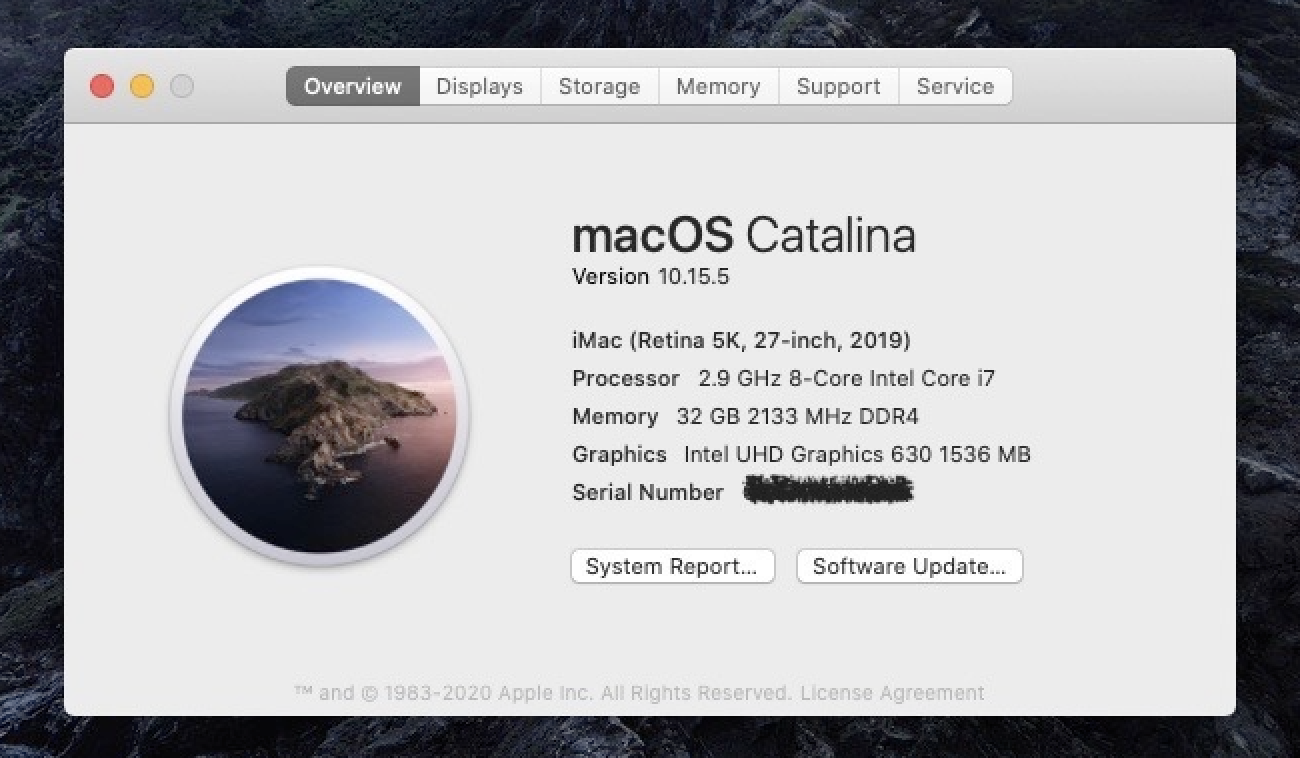 Overview Displays Storage Memory Support Service
macOS Catalina
Version 10.15.5
iMac (Retina 5K, 27-inch, 2019)
Processor 2.9 GHz 8-Core Intel Core i7
Memory 32 GB 2133 MHz DDR4
Graphics Intel UHD Graphics 630 1536 MB
Serial Number
System Report... Software Update...
™ and © 1983-2020 Apple Inc. All Rights Reserved. License Agreement